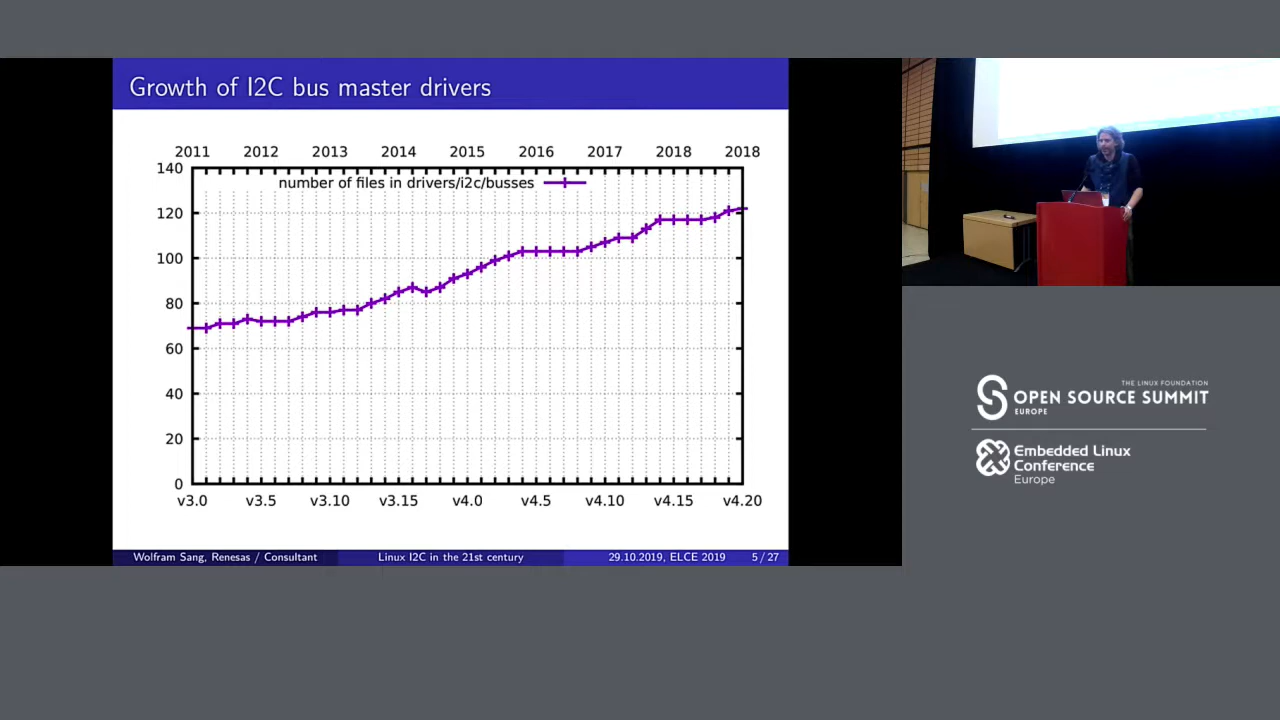 Growth of I2C bus master drivers
2011 2012 2013 2014 2015 2016 2017 2018 2018
number of files in drivers/i2c/busses
140
120
100
80
60
40
20
0
v3.0 v3.5 v3.10 v3.15 v4.0 v4.5 v4.10 v4.15 v4.20
Wolfram Sang, Renesas / Consultant Linux I2C in the 21st century 29.10.2019, ELCE 2019 5 / 27
THE LINUX FOUNDATION
OPEN SOURCE SUMMIT
EUROPE
Embedded Linux
Conference
Europe